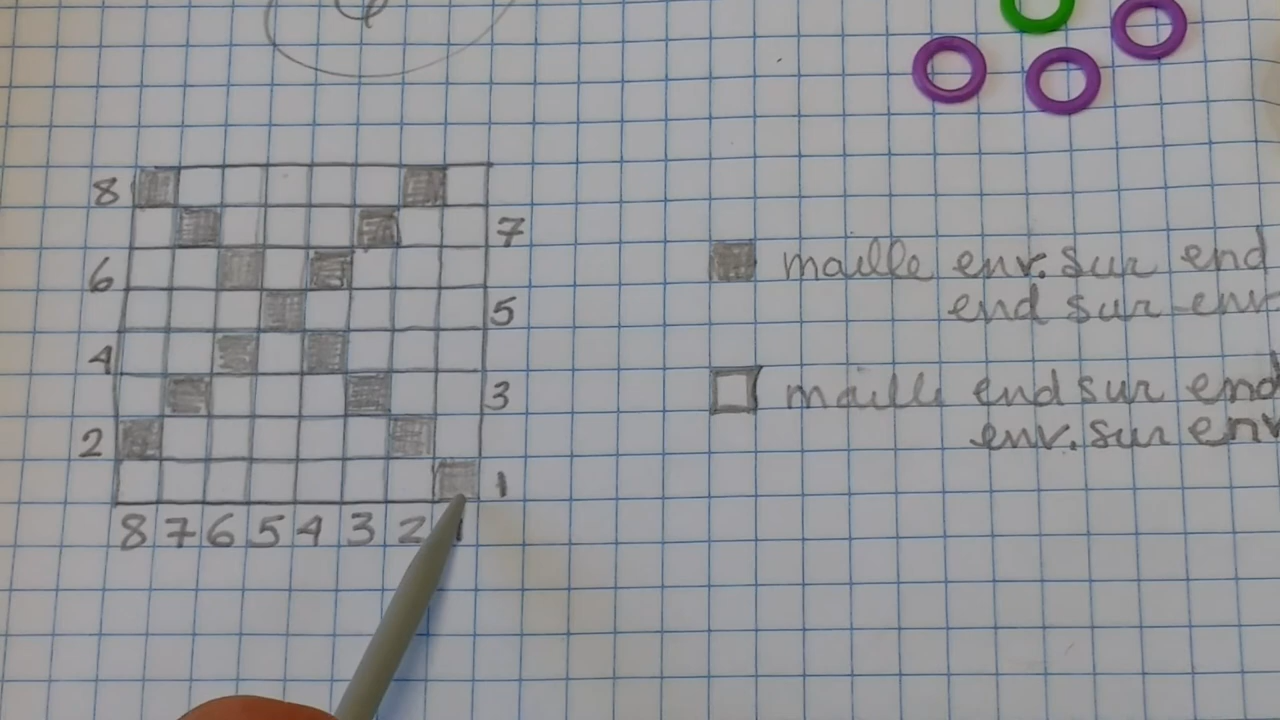 8
7
6
5
4
3
2
1
8 7 6 5 4 3 2 1
maille env. sur end
end sur env
maille end sur end
env. sur env